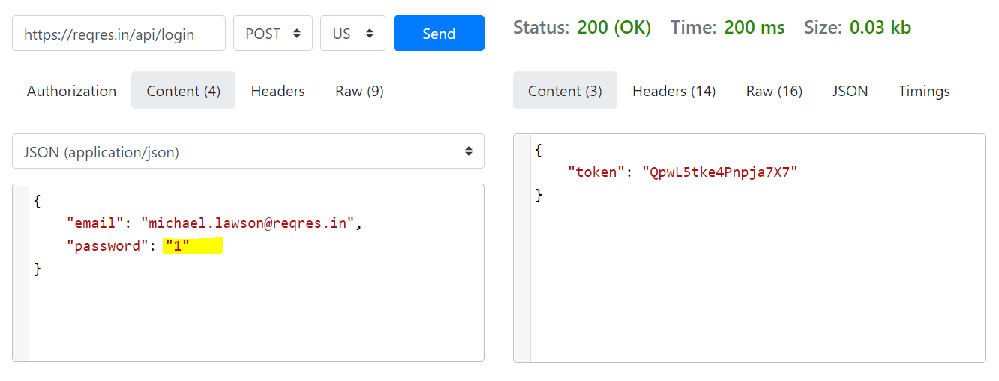 https://reqres.in/api/login POST US Send
Status: 200 (OK) Time: 200 ms Size: 0.03 kb
Authorization Content (4) Headers Raw (9)
Content (3) Headers (14) Raw (16) JSON Timings
JSON (application/json)
{
"email": "michael.lawson@reqres.in",
"password": "1"
}
{
"token": "QpwL5tke4Pnpja7X7"
}